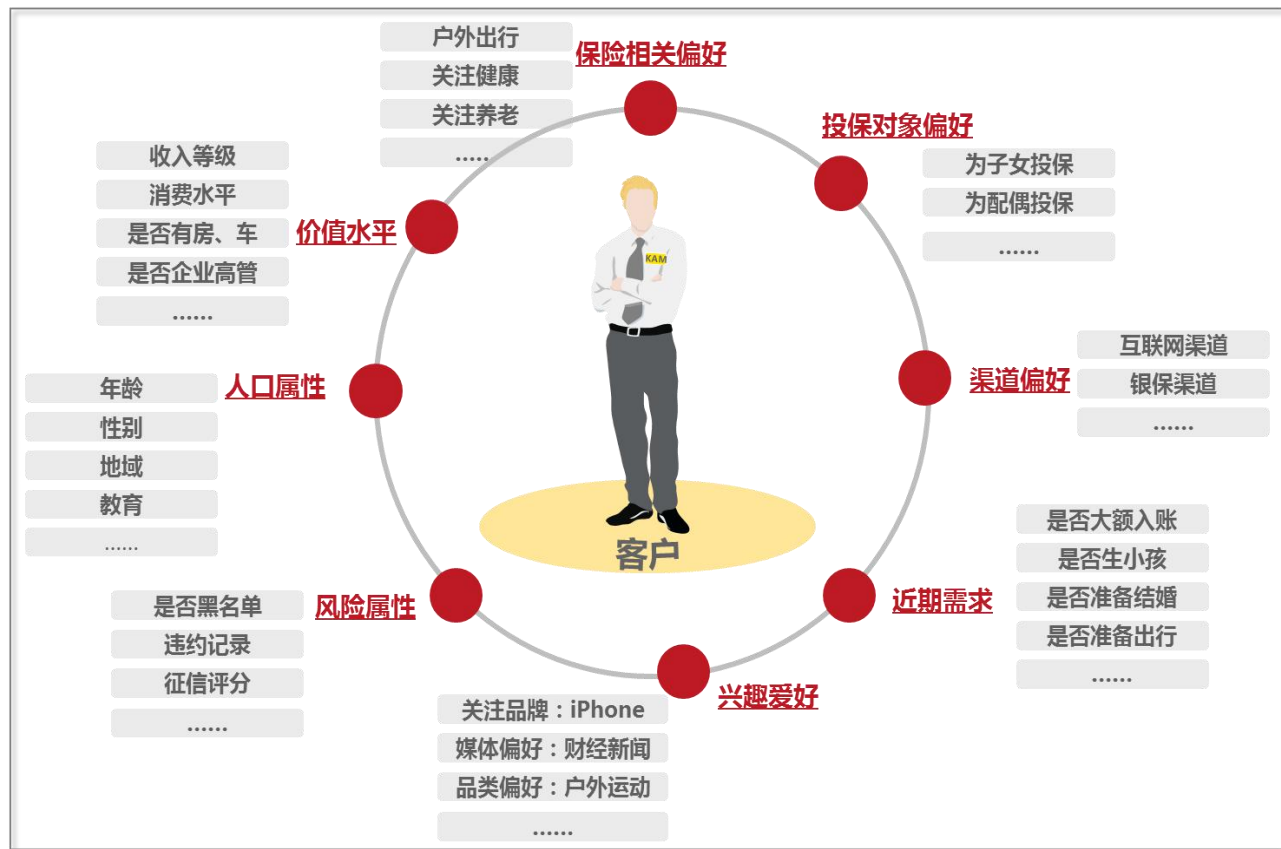 保险相关偏好
户外出行
关注健康
关注养老
.....
投保对象偏好
为子女投保
为配偶投保
......
渠道偏好
互联网渠道
银保渠道
......
近期需求
是否大额入账
是否生小孩
是否准备结婚
是否准备出行
......
兴趣爱好
关注品牌：iPhone
媒体偏好：财经新闻
品类偏好：户外运动
......
风险属性
是否黑名单
违约记录
征信评分
......
人口属性
年龄
性别
地域
教育
......
价值水平
收入等级
消费水平
是否有房、车
是否企业高管
......
KAM
客户